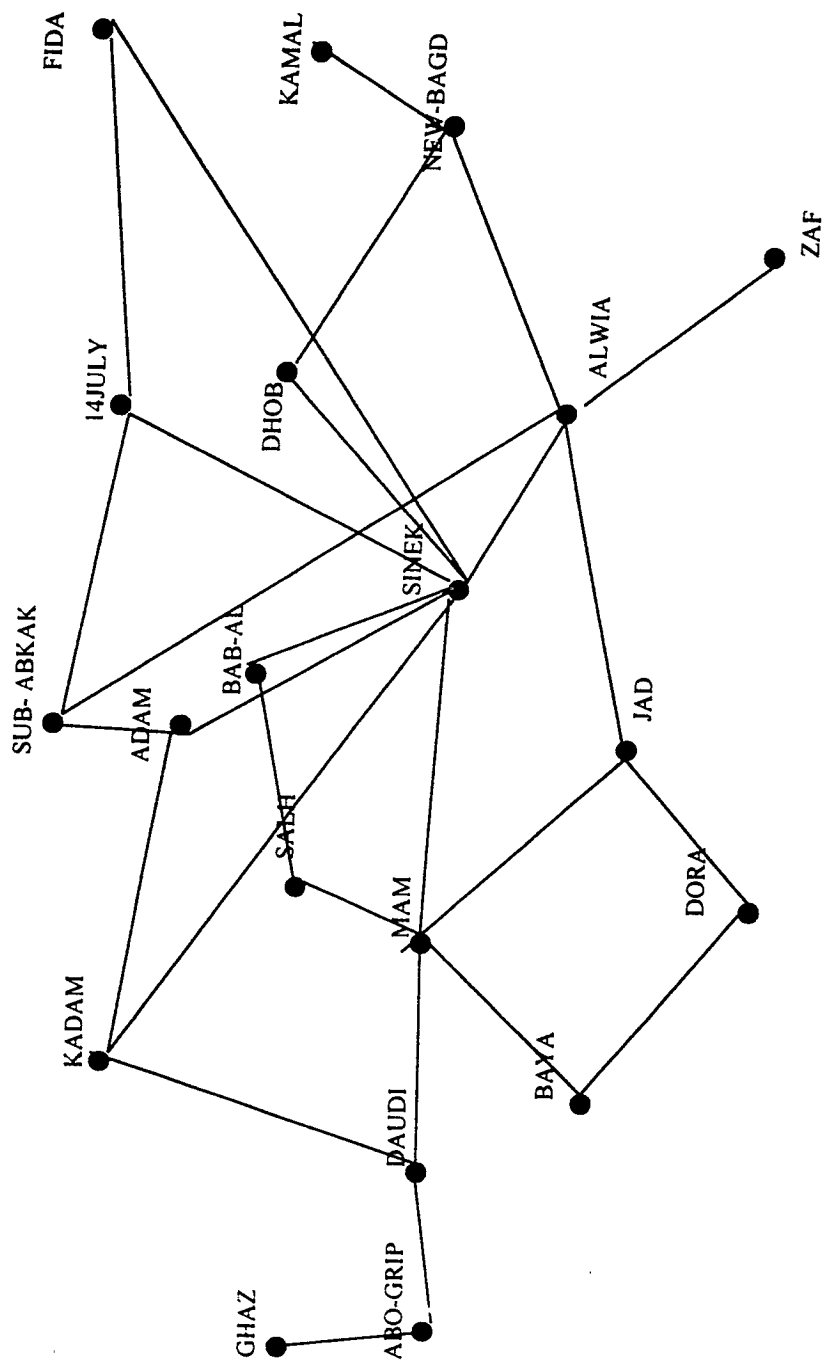 FIDA
KAMAL
NEW-BAGD
ZAF
14JULY
DHOB
ALWIA
SINEK
SUB- ABKAK
ADAM
BAB-AL
JAD
SALH
MAM
DORA
KADAM
DAUDI
BAYA
GHAZ
ABO-GRIP